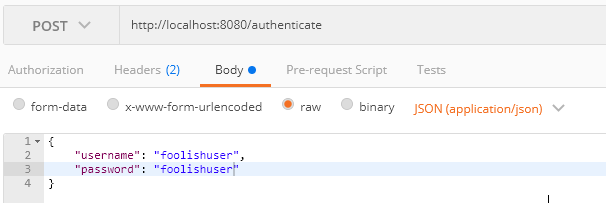 POST http://localhost:8080/authenticate
Authorization Headers (2) Body Pre-request Script Tests
form-data x-www-form-urlencoded raw binary JSON (application/json)
1 {
2 "username": "foolishuser",
3 "password": "foolishuser"
4 }